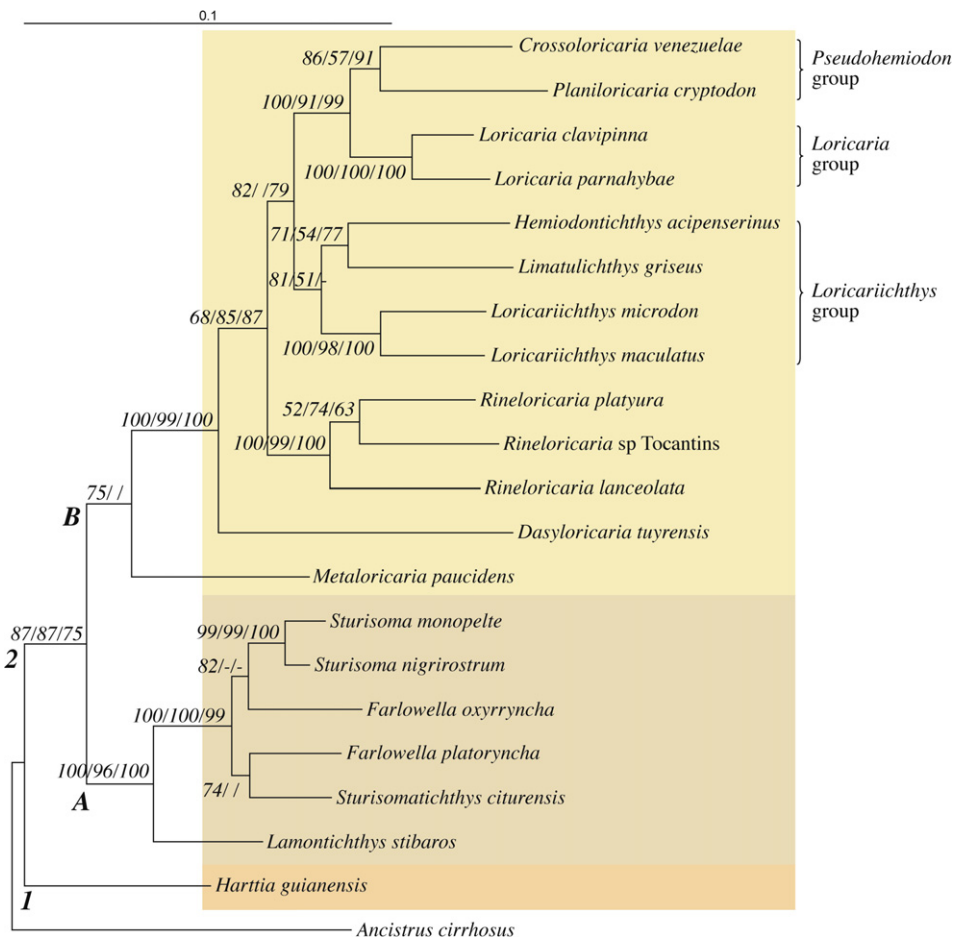 0.1
86/57/91
Crossoloricaria venezuelae
Pseudohemiodon
group
Planiloricaria cryptodon
100/91/99
Loricaria clavipinna
Loricaria
group
100/100/100
Loricaria parnahybae
82/ /79
71/54/77
Hemiodontichthys acipenserinus
81/51/-
Limatulichthys griseus
Loricariichthys
group
68/85/87
Loricariichthys microdon
100/98/100
Loricariichthys maculatus
52/74/63
Rineloricaria platyura
100/99/100
100/99/100
Rineloricaria sp Tocantins
Rineloricaria lanceolata
75/ /
B
Dasyloricaria tuyrensis
Metaloricaria paucidens
87/87/75
2
99/99/100
Sturisoma monopelte
82/-/-
Sturisoma nigrirostrum
100/100/99
Farlowella oxyrryncha
Farlowella platoryncha
100/96/100
A
74/ /
Sturisomatichthys citurensis
Lamontichthys stibaros
1
Harttia guianensis
Ancistrus cirrhosus